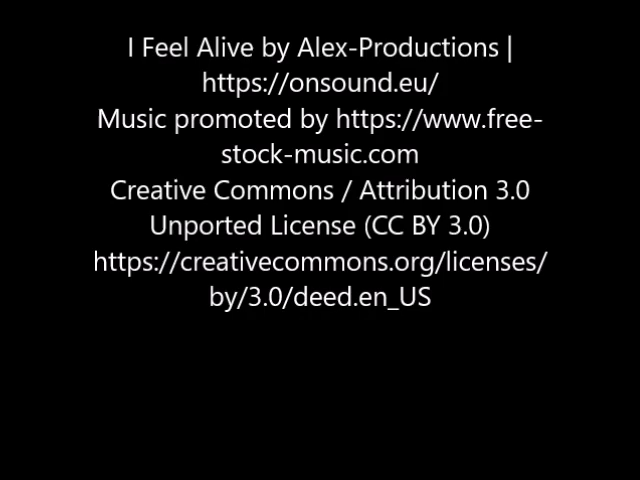 I Feel Alive by Alex-Productions |
https://onsound.eu/
Music promoted by https://www.free-
stock-music.com
Creative Commons / Attribution 3.0
Unported License (CC BY 3.0)
https://creativecommons.org/licenses/
by/3.0/deed.en_US